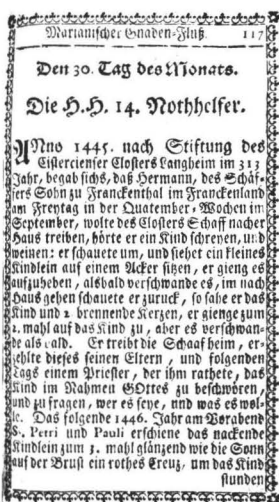 Marianischer Gnaden-Fluß. 117
Den 30. Tag des Monats.
Die H.H. 14. Nothhelfer.
ANno 1445. nach Stiftung des
Cistercienser Closters Langheim im 313
Jahr, begab sichs, daß Hermann, des Schäf-
fers Sohn zu Franckenthal im Franckenland
am Freytag in der Quatember-Wochen im
September, wolte des Closters Schaff nacher
Haus treiben, hörte er ein Kind schreyen, und
weinen: er schauete um, und siehet ein kleines
Kindlein auf einem Acker sitzen, er gieng es
aufzuheben, alsbald verschwande es, im nach
Haus gehen schauete er zuruck, so sahe er das
Kind und 2. brennende Kerzen, er gienge zum
2. mahl auf das Kind zu, aber es verschwan-
de alsbald. Er treibt die Schaaf heim, er-
zehlte dieses seinen Eltern, und folgenden
Tags einem Priester, der ihm rathete, das
Kind im Nahmen GOttes zu beschwören,
und zu fragen, wer es seye, und was es wol-
le. Das folgende 1446. Jahr am Vorabend
S. Petri und Pauli erschiene das nackende
Kindlein zum 3. mahl glänzend wie die Sonn
auf der Brust ein rothes Creuz, um das Kind
stunden